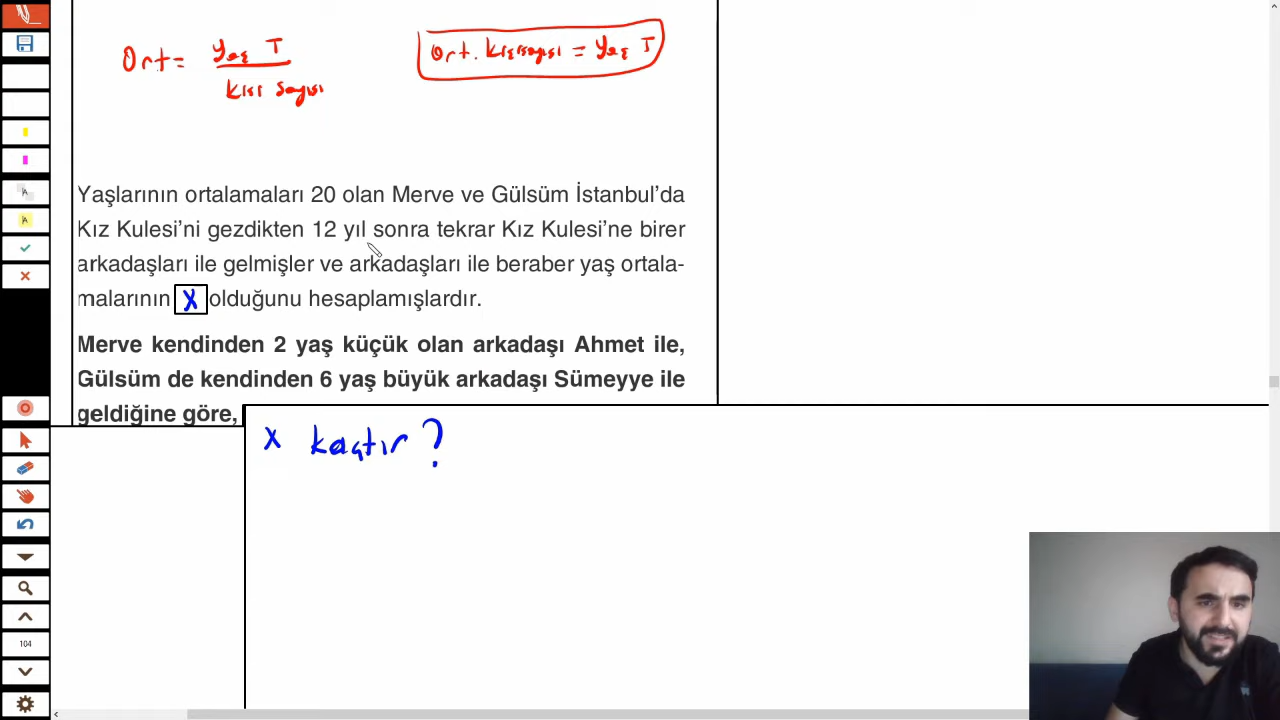 Ort = yaş T / kişi sayısı
Ort. kişi sayısı = yaş T
Yaşlarının ortalamaları 20 olan Merve ve Gülsüm İstanbul'da
Kız Kulesi'ni gezdikten 12 yıl sonra tekrar Kız Kulesi'ne birer
arkadaşları ile gelmişler ve arkadaşları ile beraber yaş ortala-
malarının x olduğunu hesaplamışlardır.
Merve kendinden 2 yaş küçük olan arkadaşı Ahmet ile,
Gülsüm de kendinden 6 yaş büyük arkadaşı Sümeyye ile
geldiğine göre,
x kaçtır ?
A
A
104